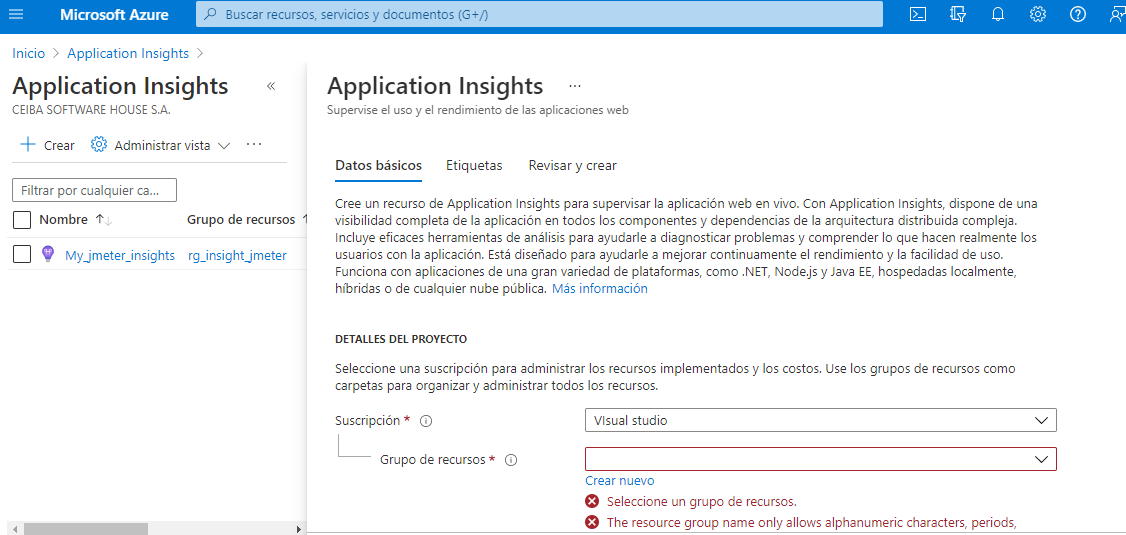 Microsoft Azure
Buscar recursos, servicios y documentos (G+/)
Inicio > Application Insights >
Application Insights «
CEIBA SOFTWARE HOUSE S.A.
+ Crear Administrar vista ···
Filtrar por cualquier ca...
Nombre ↑↓ Grupo de recursos ↑
My_jmeter_insights rg_insight_jmeter
Application Insights ...
Supervise el uso y el rendimiento de las aplicaciones web
Datos básicos Etiquetas Revisar y crear
Cree un recurso de Application Insights para supervisar la aplicación web en vivo. Con Application Insights, dispone de una
visibilidad completa de la aplicación en todos los componentes y dependencias de la arquitectura distribuida compleja.
Incluye eficaces herramientas de análisis para ayudarle a diagnosticar problemas y comprender lo que hacen realmente los
usuarios con la aplicación. Está diseñado para ayudarle a mejorar continuamente el rendimiento y la facilidad de uso.
Funciona con aplicaciones de una gran variedad de plataformas, como .NET, Node.js y Java EE, hospedadas localmente,
híbridas o de cualquier nube pública. Más información
DETALLES DEL PROYECTO
Seleccione una suscripción para administrar los recursos implementados y los costos. Use los grupos de recursos como
carpetas para organizar y administrar todos los recursos.
Suscripción * VIsual studio
Grupo de recursos *
Crear nuevo
Seleccione un grupo de recursos.
The resource group name only allows alphanumeric characters, periods,